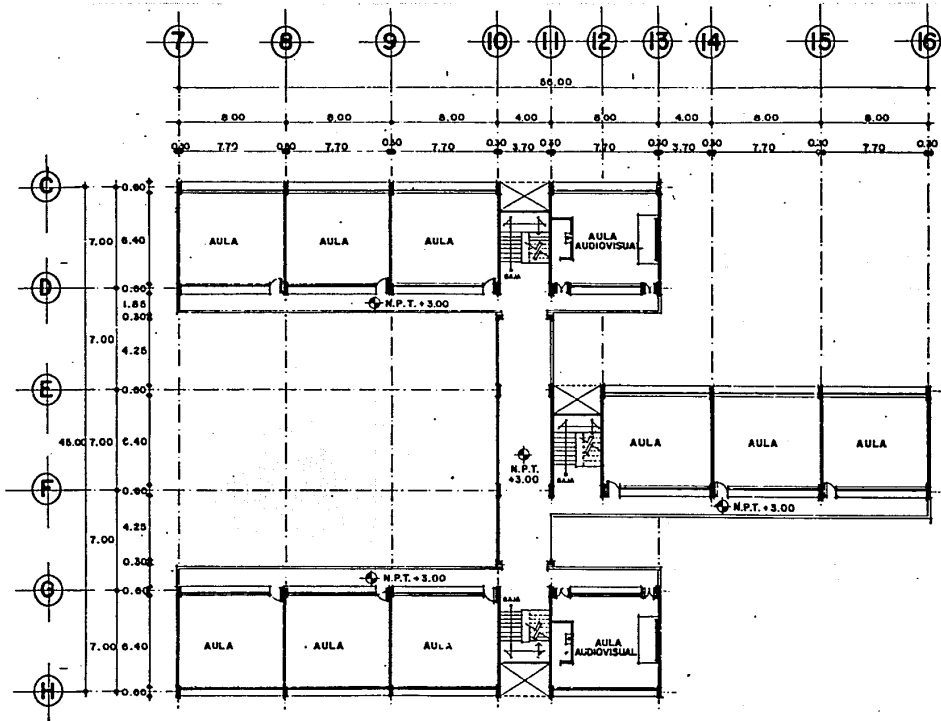 7 8 9 10 11 12 13 14 15 16
56.00
8.00 8.00 8.00 4.00 8.00 4.00 8.00 8.00
0.30 7.70 0.30 7.70 0.30 7.70 0.30 3.70 0.30 7.70 0.30 3.70 0.30 7.70 0.30 7.70 0.30
C
0.60
7.00
6.40
AULA
AULA
AULA
AULA
AUDIOVISUAL
BAJA
D
0.60
1.85
N.P.T. +3.00
0.30
7.00
4.25
E
0.60
45.00
7.00
6.40
AULA
AULA
AULA
N.P.T.
+3.00
BAJA
F
0.60
N.P.T. +3.00
4.25
7.00
0.30
N.P.T. +3.00
G
0.60
BAJA
7.00
6.40
AULA
AULA
AULA
AULA
AUDIOVISUAL
H
0.60